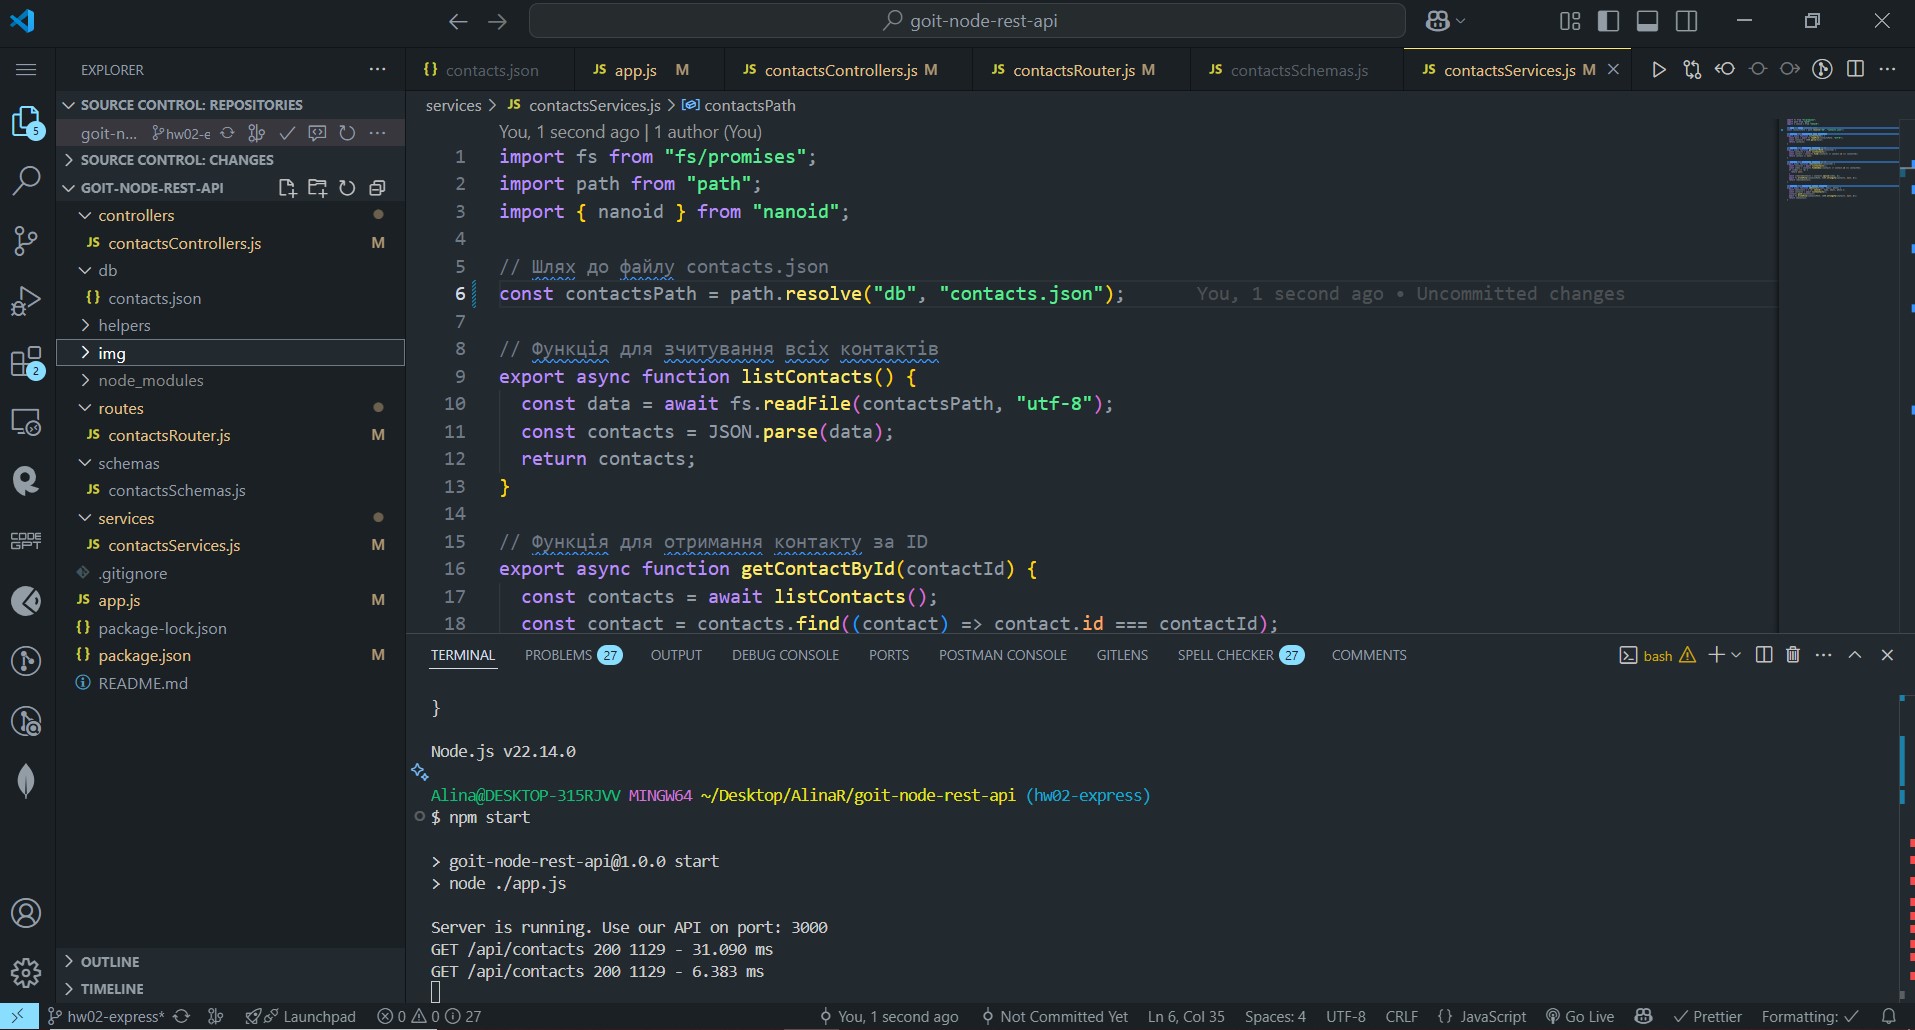 goit-node-rest-api
EXPLORER
SOURCE CONTROL: REPOSITORIES
goit-n... hw02-e
SOURCE CONTROL: CHANGES
GOIT-NODE-REST-API
controllers
JS contactsControllers.js M
db
{} contacts.json
helpers
img
node_modules
routes
JS contactsRouter.js M
schemas
JS contactsSchemas.js
services
JS contactsServices.js M
.gitignore
JS app.js M
{} package-lock.json
{} package.json M
README.md
OUTLINE
TIMELINE
5
2
CODE
GPT
{} contacts.json JS app.js M JS contactsControllers.js M JS contactsRouter.js M JS contactsSchemas.js JS contactsServices.js M
services > JS contactsServices.js > contactsPath
You, 1 second ago | 1 author (You)
1 import fs from "fs/promises";
2 import path from "path";
3 import { nanoid } from "nanoid";
4
5 // Шлях до файлу contacts.json
6 const contactsPath = path.resolve("db", "contacts.json"); You, 1 second ago • Uncommitted changes
7
8 // Функція для зчитування всіх контактів
9 export async function listContacts() {
10 const data = await fs.readFile(contactsPath, "utf-8");
11 const contacts = JSON.parse(data);
12 return contacts;
13 }
14
15 // Функція для отримання контакту за ID
16 export async function getContactById(contactId) {
17 const contacts = await listContacts();
18 const contact = contacts.find((contact) => contact.id === contactId);
TERMINAL PROBLEMS 27 OUTPUT DEBUG CONSOLE PORTS POSTMAN CONSOLE GITLENS SPELL CHECKER 27 COMMENTS bash
}
Node.js v22.14.0
Alina@DESKTOP-315RJVV MINGW64 ~/Desktop/AlinaR/goit-node-rest-api (hw02-express)
$ npm start
> goit-node-rest-api@1.0.0 start
> node ./app.js
Server is running. Use our API on port: 3000
GET /api/contacts 200 1129 - 31.090 ms
GET /api/contacts 200 1129 - 6.383 ms
hw02-express* Launchpad 0 0 27 You, 1 second ago Not Committed Yet Ln 6, Col 35 Spaces: 4 UTF-8 CRLF {} JavaScript Go Live Prettier Formatting: